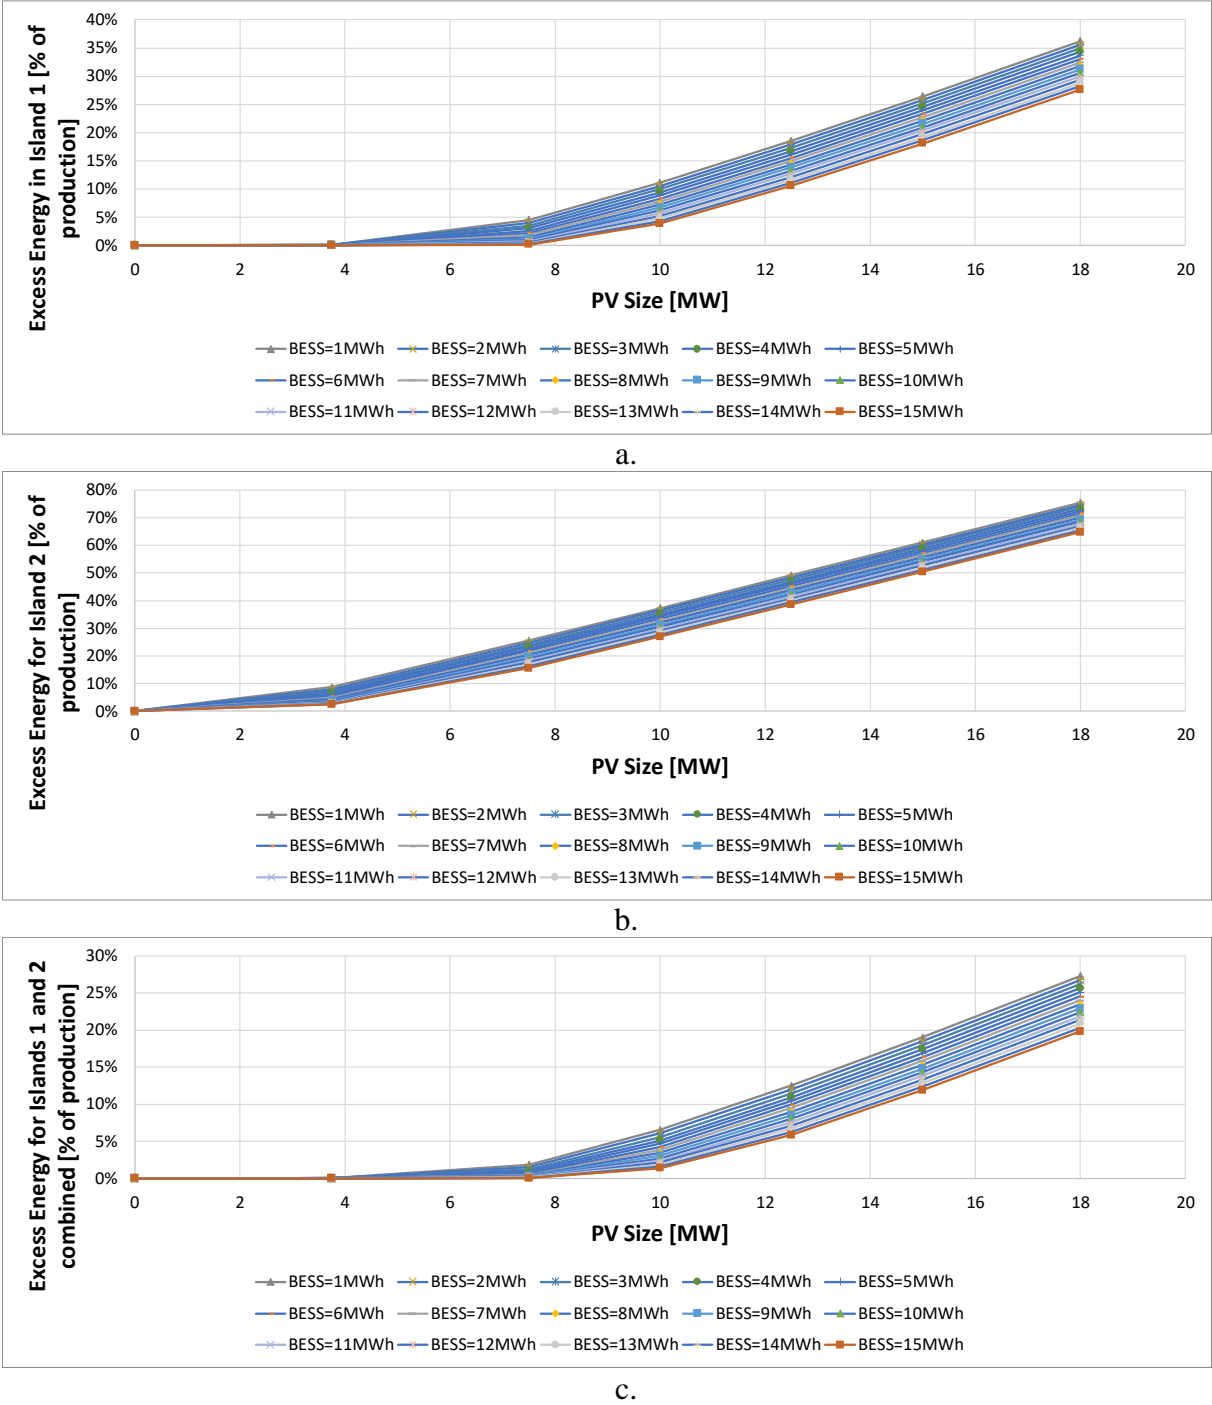 Excess Energy in Island 1 [% of
production]
40%
35%
30%
25%
20%
15%
10%
5%
0%
0 2 4 6 8 10 12 14 16 18 20
PV Size [MW]
BESS=1MWh BESS=2MWh BESS=3MWh BESS=4MWh BESS=5MWh
BESS=6MWh BESS=7MWh BESS=8MWh BESS=9MWh BESS=10MWh
BESS=11MWh BESS=12MWh BESS=13MWh BESS=14MWh BESS=15MWh
a.
Excess Energy for Island 2 [% of
production]
80%
70%
60%
50%
40%
30%
20%
10%
0%
0 2 4 6 8 10 12 14 16 18 20
PV Size [MW]
BESS=1MWh BESS=2MWh BESS=3MWh BESS=4MWh BESS=5MWh
BESS=6MWh BESS=7MWh BESS=8MWh BESS=9MWh BESS=10MWh
BESS=11MWh BESS=12MWh BESS=13MWh BESS=14MWh BESS=15MWh
b.
Excess Energy for Islands 1 and 2
combined [% of production]
30%
25%
20%
15%
10%
5%
0%
0 2 4 6 8 10 12 14 16 18 20
PV Size [MW]
BESS=1MWh BESS=2MWh BESS=3MWh BESS=4MWh BESS=5MWh
BESS=6MWh BESS=7MWh BESS=8MWh BESS=9MWh BESS=10MWh
BESS=11MWh BESS=12MWh BESS=13MWh BESS=14MWh BESS=15MWh
c.